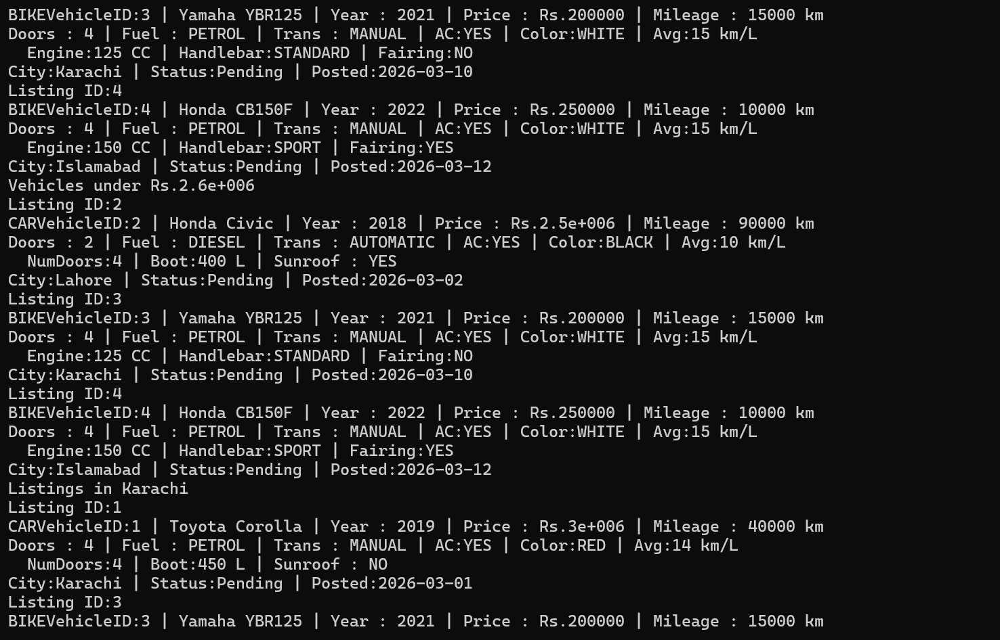 BIKEVehicleID:3 | Yamaha YBR125 | Year : 2021 | Price : Rs.200000 | Mileage : 15000 km
Doors : 4 | Fuel : PETROL | Trans : MANUAL | AC:YES | Color:WHITE | Avg:15 km/L
  Engine:125 CC | Handlebar:STANDARD | Fairing:NO
City:Karachi | Status:Pending | Posted:2026-03-10
Listing ID:4
BIKEVehicleID:4 | Honda CB150F | Year : 2022 | Price : Rs.250000 | Mileage : 10000 km
Doors : 4 | Fuel : PETROL | Trans : MANUAL | AC:YES | Color:WHITE | Avg:15 km/L
  Engine:150 CC | Handlebar:SPORT | Fairing:YES
City:Islamabad | Status:Pending | Posted:2026-03-12
Vehicles under Rs.2.6e+006
Listing ID:2
CARVehicleID:2 | Honda Civic | Year : 2018 | Price : Rs.2.5e+006 | Mileage : 90000 km
Doors : 2 | Fuel : DIESEL | Trans : AUTOMATIC | AC:YES | Color:BLACK | Avg:10 km/L
  NumDoors:4 | Boot:400 L | Sunroof : YES
City:Lahore | Status:Pending | Posted:2026-03-02
Listing ID:3
BIKEVehicleID:3 | Yamaha YBR125 | Year : 2021 | Price : Rs.200000 | Mileage : 15000 km
Doors : 4 | Fuel : PETROL | Trans : MANUAL | AC:YES | Color:WHITE | Avg:15 km/L
  Engine:125 CC | Handlebar:STANDARD | Fairing:NO
City:Karachi | Status:Pending | Posted:2026-03-10
Listing ID:4
BIKEVehicleID:4 | Honda CB150F | Year : 2022 | Price : Rs.250000 | Mileage : 10000 km
Doors : 4 | Fuel : PETROL | Trans : MANUAL | AC:YES | Color:WHITE | Avg:15 km/L
  Engine:150 CC | Handlebar:SPORT | Fairing:YES
City:Islamabad | Status:Pending | Posted:2026-03-12
Listings in Karachi
Listing ID:1
CARVehicleID:1 | Toyota Corolla | Year : 2019 | Price : Rs.3e+006 | Mileage : 40000 km
Doors : 4 | Fuel : PETROL | Trans : MANUAL | AC:YES | Color:RED | Avg:14 km/L
  NumDoors:4 | Boot:450 L | Sunroof : NO
City:Karachi | Status:Pending | Posted:2026-03-01
Listing ID:3
BIKEVehicleID:3 | Yamaha YBR125 | Year : 2021 | Price : Rs.200000 | Mileage : 15000 km